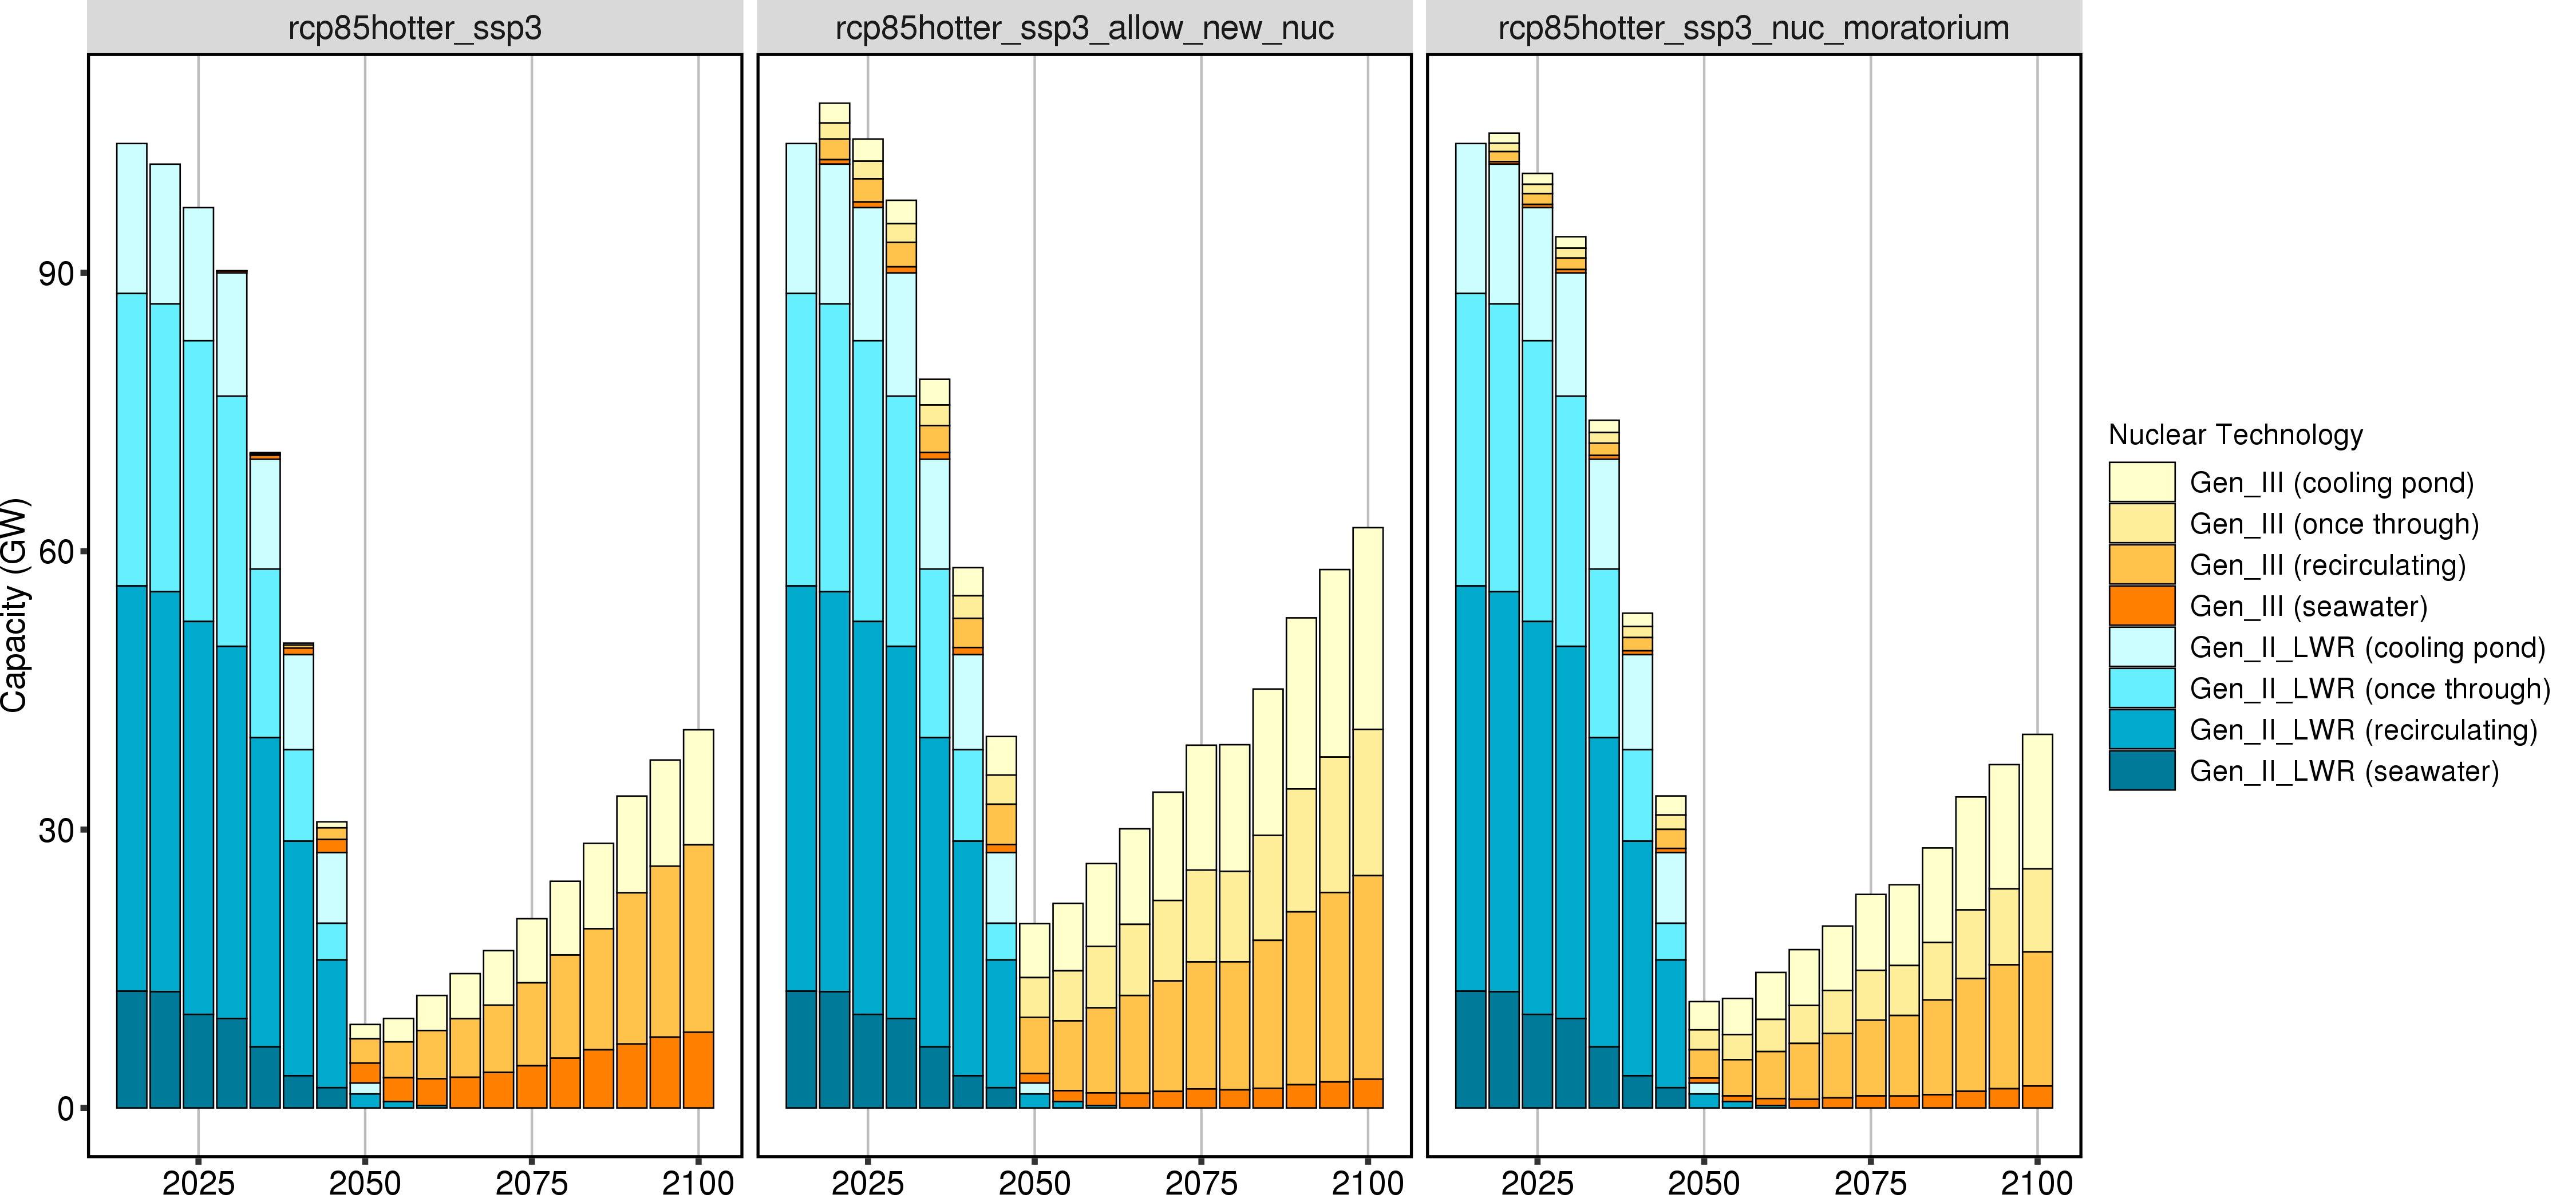 rcp85hotter_ssp3
rcp85hotter_ssp3_allow_new_nuc
rcp85hotter_ssp3_nuc_moratorium
Capacity (GW)
90
60
30
0
2025 2050 2075 2100
2025 2050 2075 2100
2025 2050 2075 2100
Nuclear Technology
Gen_III (cooling pond)
Gen_III (once through)
Gen_III (recirculating)
Gen_III (seawater)
Gen_II_LWR (cooling pond)
Gen_II_LWR (once through)
Gen_II_LWR (recirculating)
Gen_II_LWR (seawater)